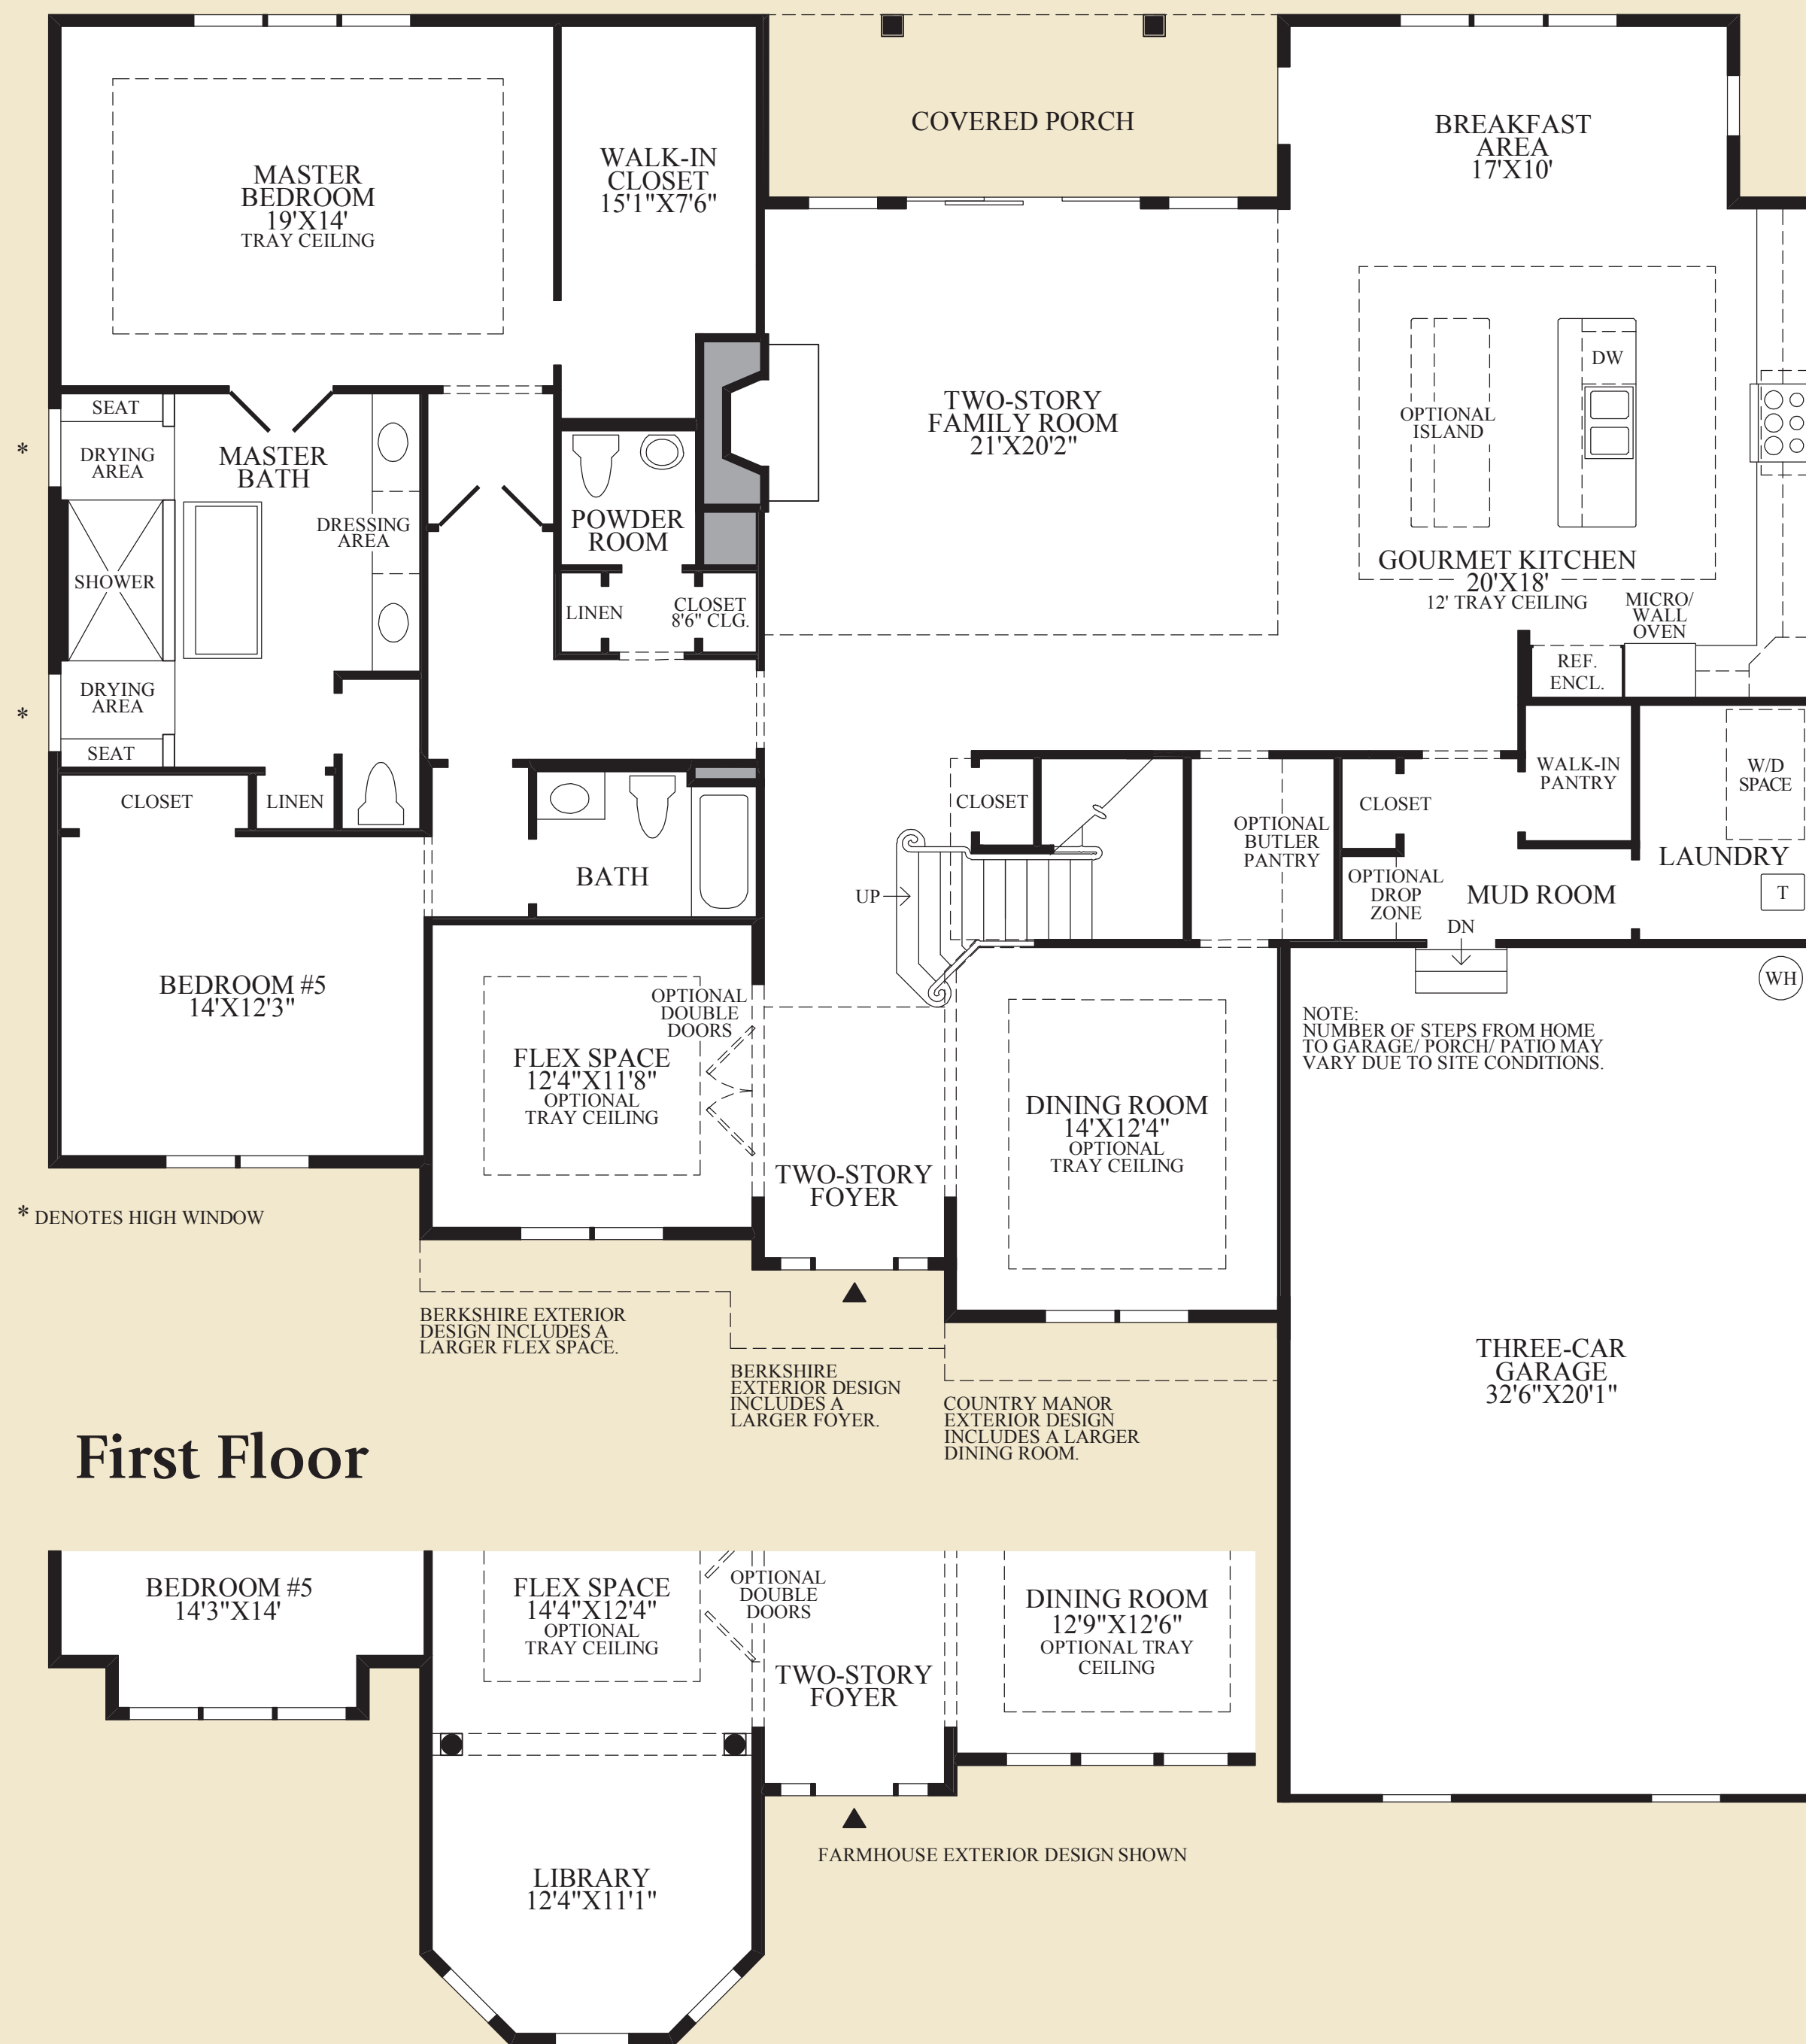 COVERED PORCH
BREAKFAST
AREA
17'X10'
MASTER
BEDROOM
19'X14'
TRAY CEILING
WALK-IN
CLOSET
15'1"X7'6"
TWO-STORY
FAMILY ROOM
21'X20'2"
DW
OPTIONAL
ISLAND
GOURMET KITCHEN
20'X18'
12' TRAY CEILING
MICRO/
WALL
OVEN
REF.
ENCL.
SEAT
*
DRYING
AREA
MASTER
BATH
DRESSING
AREA
SHOWER
*
DRYING
AREA
SEAT
POWDER
ROOM
LINEN
CLOSET
8'6" CLG.
CLOSET
LINEN
BATH
CLOSET
UP
OPTIONAL
BUTLER
PANTRY
CLOSET
WALK-IN
PANTRY
W/D
SPACE
LAUNDRY
OPTIONAL
DROP
ZONE
MUD ROOM
T
DN
WH
NOTE:
NUMBER OF STEPS FROM HOME
TO GARAGE/ PORCH/ PATIO MAY
VARY DUE TO SITE CONDITIONS.
BEDROOM #5
14'X12'3"
OPTIONAL
DOUBLE
DOORS
FLEX SPACE
12'4"X11'8"
OPTIONAL
TRAY CEILING
TWO-STORY
FOYER
DINING ROOM
14'X12'4"
OPTIONAL
TRAY CEILING
* DENOTES HIGH WINDOW
BERKSHIRE EXTERIOR
DESIGN INCLUDES A
LARGER FLEX SPACE.
BERKSHIRE
EXTERIOR DESIGN
INCLUDES A
LARGER FOYER.
COUNTRY MANOR
EXTERIOR DESIGN
INCLUDES A LARGER
DINING ROOM.
THREE-CAR
GARAGE
32'6"X20'1"
First Floor
BEDROOM #5
14'3"X14'
FLEX SPACE
14'4"X12'4"
OPTIONAL
TRAY CEILING
OPTIONAL
DOUBLE
DOORS
TWO-STORY
FOYER
DINING ROOM
12'9"X12'6"
OPTIONAL TRAY
CEILING
FARMHOUSE EXTERIOR DESIGN SHOWN
LIBRARY
12'4"X11'1"